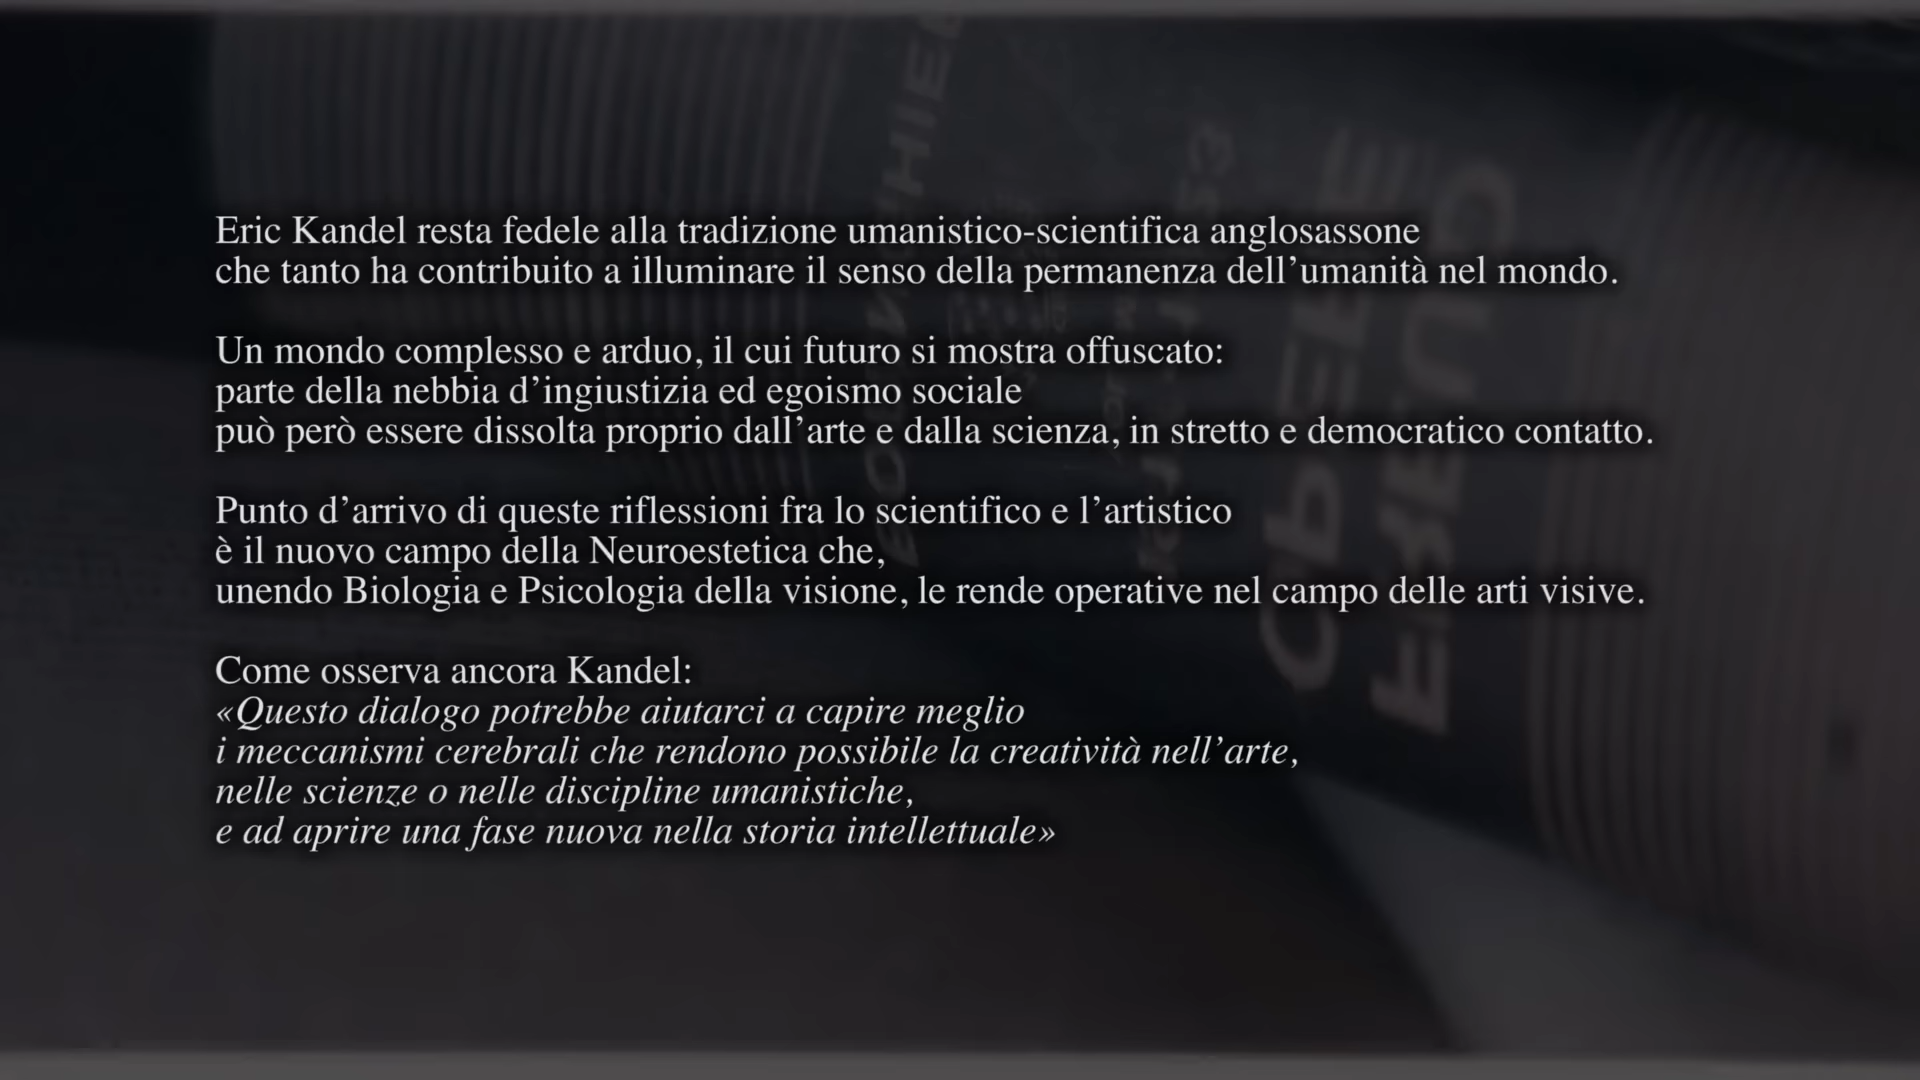 Eric Kandel resta fedele alla tradizione umanistico-scientifica anglosassone
che tanto ha contribuito a illuminare il senso della permanenza dell’umanità nel mondo.
Un mondo complesso e arduo, il cui futuro si mostra offuscato:
parte della nebbia d’ingiustizia ed egoismo sociale
può però essere dissolta proprio dall’arte e dalla scienza, in stretto e democratico contatto.
Punto d’arrivo di queste riflessioni fra lo scientifico e l’artistico
è il nuovo campo della Neuroestetica che,
unendo Biologia e Psicologia della visione, le rende operative nel campo delle arti visive.
Come osserva ancora Kandel:
«Questo dialogo potrebbe aiutarci a capire meglio
i meccanismi cerebrali che rendono possibile la creatività nell’arte,
nelle scienze o nelle discipline umanistiche,
e ad aprire una fase nuova nella storia intellettuale»
OPERE
FREUD